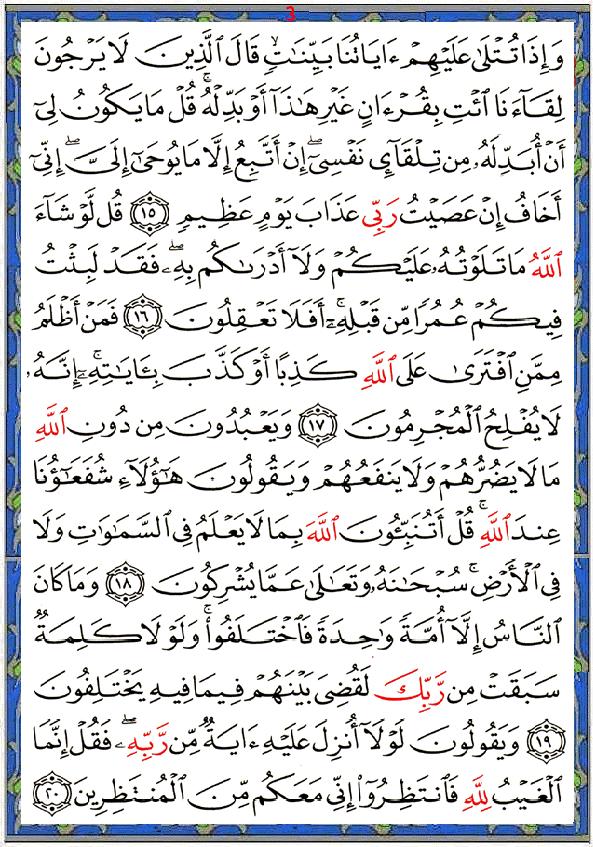 3
وَإِذَا تُتْلَىٰ عَلَيْهِمْ ءَايَاتُنَا بَيِّنَٰتٍ ۙ قَالَ ٱلَّذِينَ لَا يَرْجُونَ
لِقَآءَنَا ٱئْتِ بِقُرْءَانٍ غَيْرِ هَٰذَآ أَوْ بَدِّلْهُ ۚ قُلْ مَا يَكُونُ لِىٓ
أَنْ أُبَدِّلَهُۥ مِن تِلْقَآئِ نَفْسِىٓ ۖ إِنْ أَتَّبِعُ إِلَّا مَا يُوحَىٰٓ إِلَىَّ ۖ إِنِّىٓ
أَخَافُ إِنْ عَصَيْتُ رَبِّى عَذَابَ يَوْمٍ عَظِيمٍ ١٥ قُل لَّوْ شَآءَ
ٱللَّهُ مَا تَلَوْتُهُۥ عَلَيْكُمْ وَلَآ أَدْرَىٰكُم بِهِۦ ۖ فَقَدْ لَبِثْتُ
فِيكُمْ عُمُرًا مِّن قَبْلِهِۦٓ ۚ أَفَلَا تَعْقِلُونَ ١٦ فَمَنْ أَظْلَمُ
مِمَّنِ ٱفْتَرَىٰ عَلَى ٱللَّهِ كَذِبًا أَوْ كَذَّبَ بِـَٔايَٰتِهِۦٓ ۚ إِنَّهُۥ
لَا يُفْلِحُ ٱلْمُجْرِمُونَ ١٧ وَيَعْبُدُونَ مِن دُونِ ٱللَّهِ
مَا لَا يَضُرُّهُمْ وَلَا يَنفَعُهُمْ وَيَقُولُونَ هَٰٓؤُلَآءِ شُفَعَٰٓؤُنَا
عِندَ ٱللَّهِ ۚ قُلْ أَتُنَبِّـُٔونَ ٱللَّهَ بِمَا لَا يَعْلَمُ فِى ٱلسَّمَٰوَٰتِ وَلَا
فِى ٱلْأَرْضِ ۚ سُبْحَٰنَهُۥ وَتَعَٰلَىٰ عَمَّا يُشْرِكُونَ ١٨ وَمَا كَانَ
ٱلنَّاسُ إِلَّآ أُمَّةً وَٰحِدَةً فَٱخْتَلَفُوا۟ ۚ وَلَوْلَا كَلِمَةٌ
سَبَقَتْ مِن رَّبِّكَ لَقُضِىَ بَيْنَهُمْ فِيمَا فِيهِ يَخْتَلِفُونَ
١٩ وَيَقُولُونَ لَوْلَآ أُنزِلَ عَلَيْهِ ءَايَةٌ مِّن رَّبِّهِۦ ۖ فَقُلْ إِنَّمَا
ٱلْغَيْبُ لِلَّهِ فَٱنتَظِرُوٓا۟ إِنِّى مَعَكُم مِّنَ ٱلْمُنتَظِرِينَ ٢٠